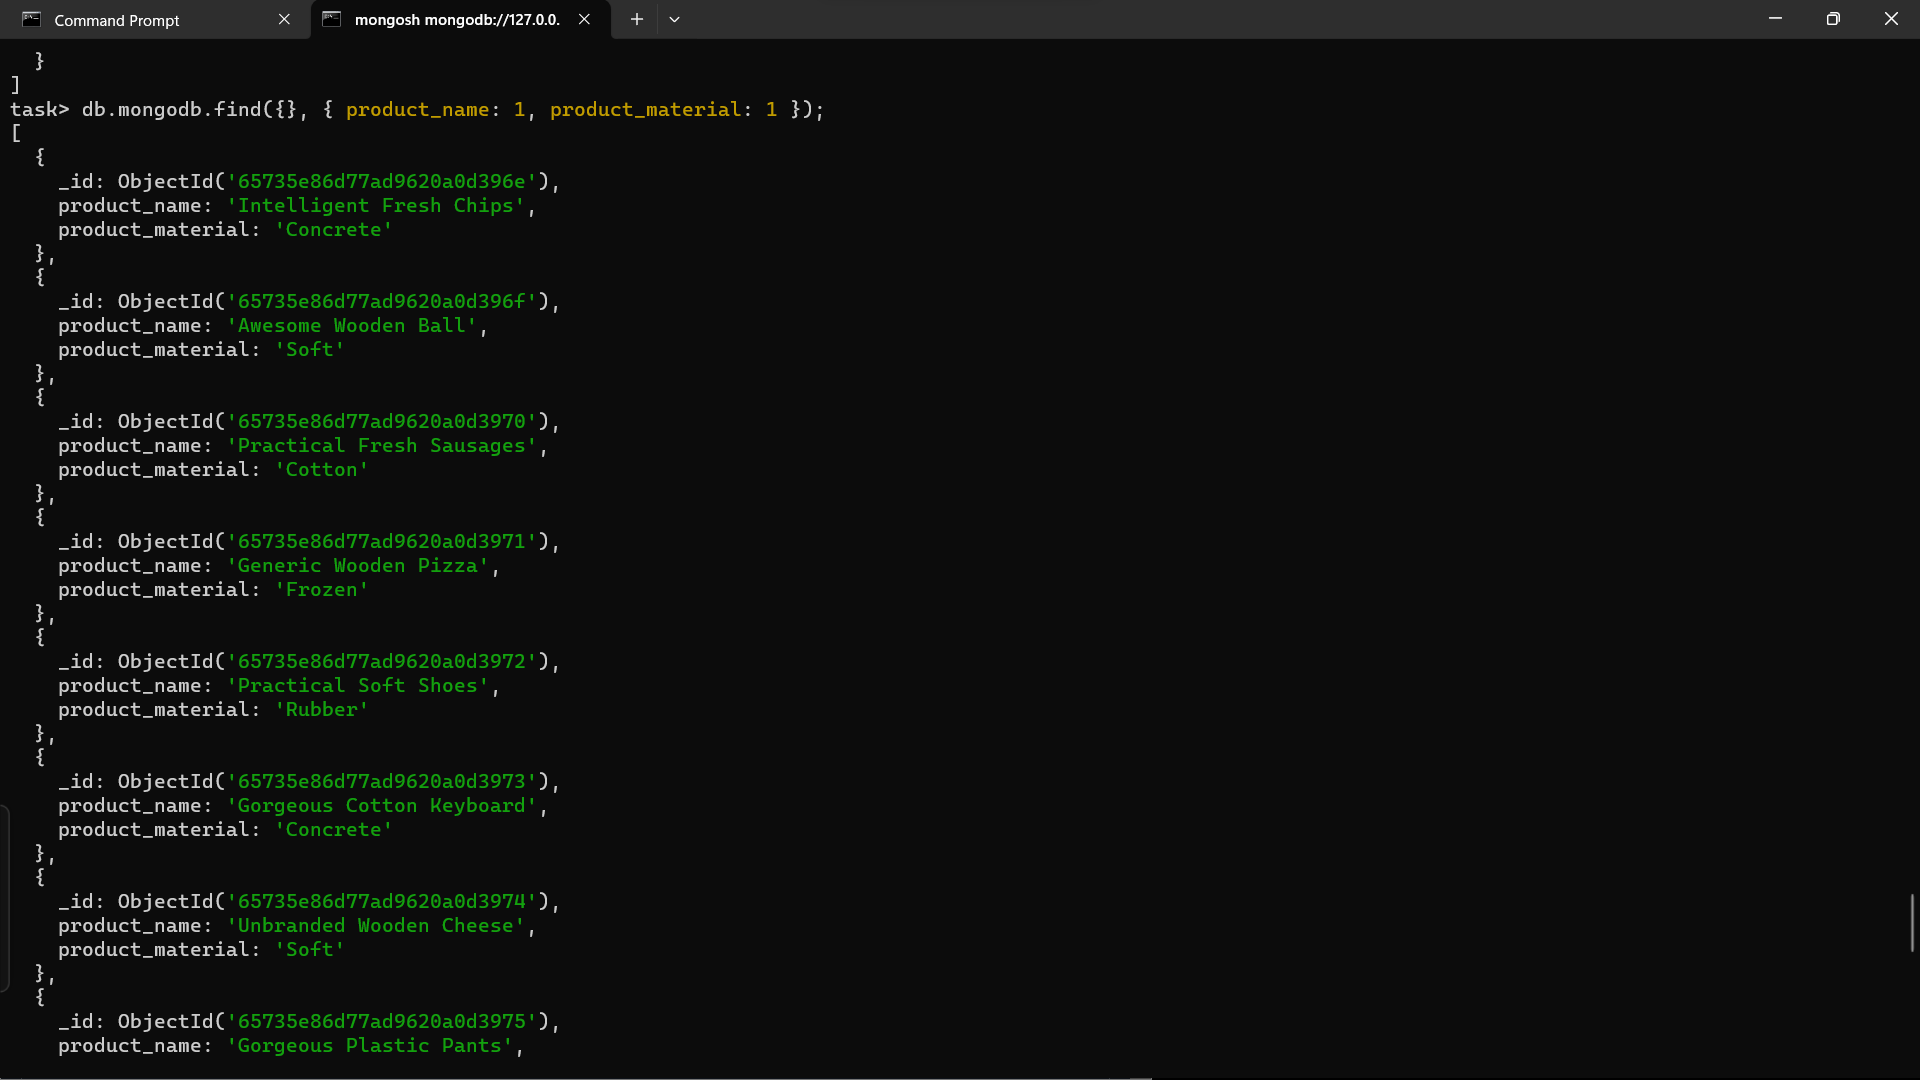 Command Prompt
mongosh mongodb://127.0.0.
}
]
task> db.mongodb.find({}, { product_name: 1, product_material: 1 });
[
{
_id: ObjectId('65735e86d77ad9620a0d396e'),
product_name: 'Intelligent Fresh Chips',
product_material: 'Concrete'
},
{
_id: ObjectId('65735e86d77ad9620a0d396f'),
product_name: 'Awesome Wooden Ball',
product_material: 'Soft'
},
{
_id: ObjectId('65735e86d77ad9620a0d3970'),
product_name: 'Practical Fresh Sausages',
product_material: 'Cotton'
},
{
_id: ObjectId('65735e86d77ad9620a0d3971'),
product_name: 'Generic Wooden Pizza',
product_material: 'Frozen'
},
{
_id: ObjectId('65735e86d77ad9620a0d3972'),
product_name: 'Practical Soft Shoes',
product_material: 'Rubber'
},
{
_id: ObjectId('65735e86d77ad9620a0d3973'),
product_name: 'Gorgeous Cotton Keyboard',
product_material: 'Concrete'
},
{
_id: ObjectId('65735e86d77ad9620a0d3974'),
product_name: 'Unbranded Wooden Cheese',
product_material: 'Soft'
},
{
_id: ObjectId('65735e86d77ad9620a0d3975'),
product_name: 'Gorgeous Plastic Pants',